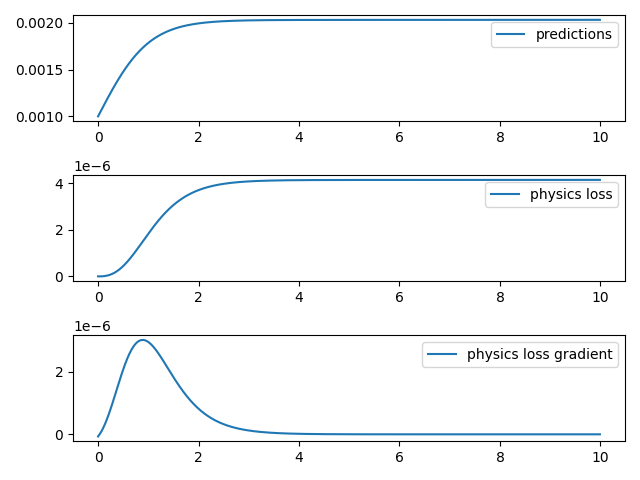 0.0020
0.0015
0.0010
predictions
0 2 4 6 8 10
1e−6
4
2
0
physics loss
0 2 4 6 8 10
1e−6
2
0
physics loss gradient
0 2 4 6 8 10